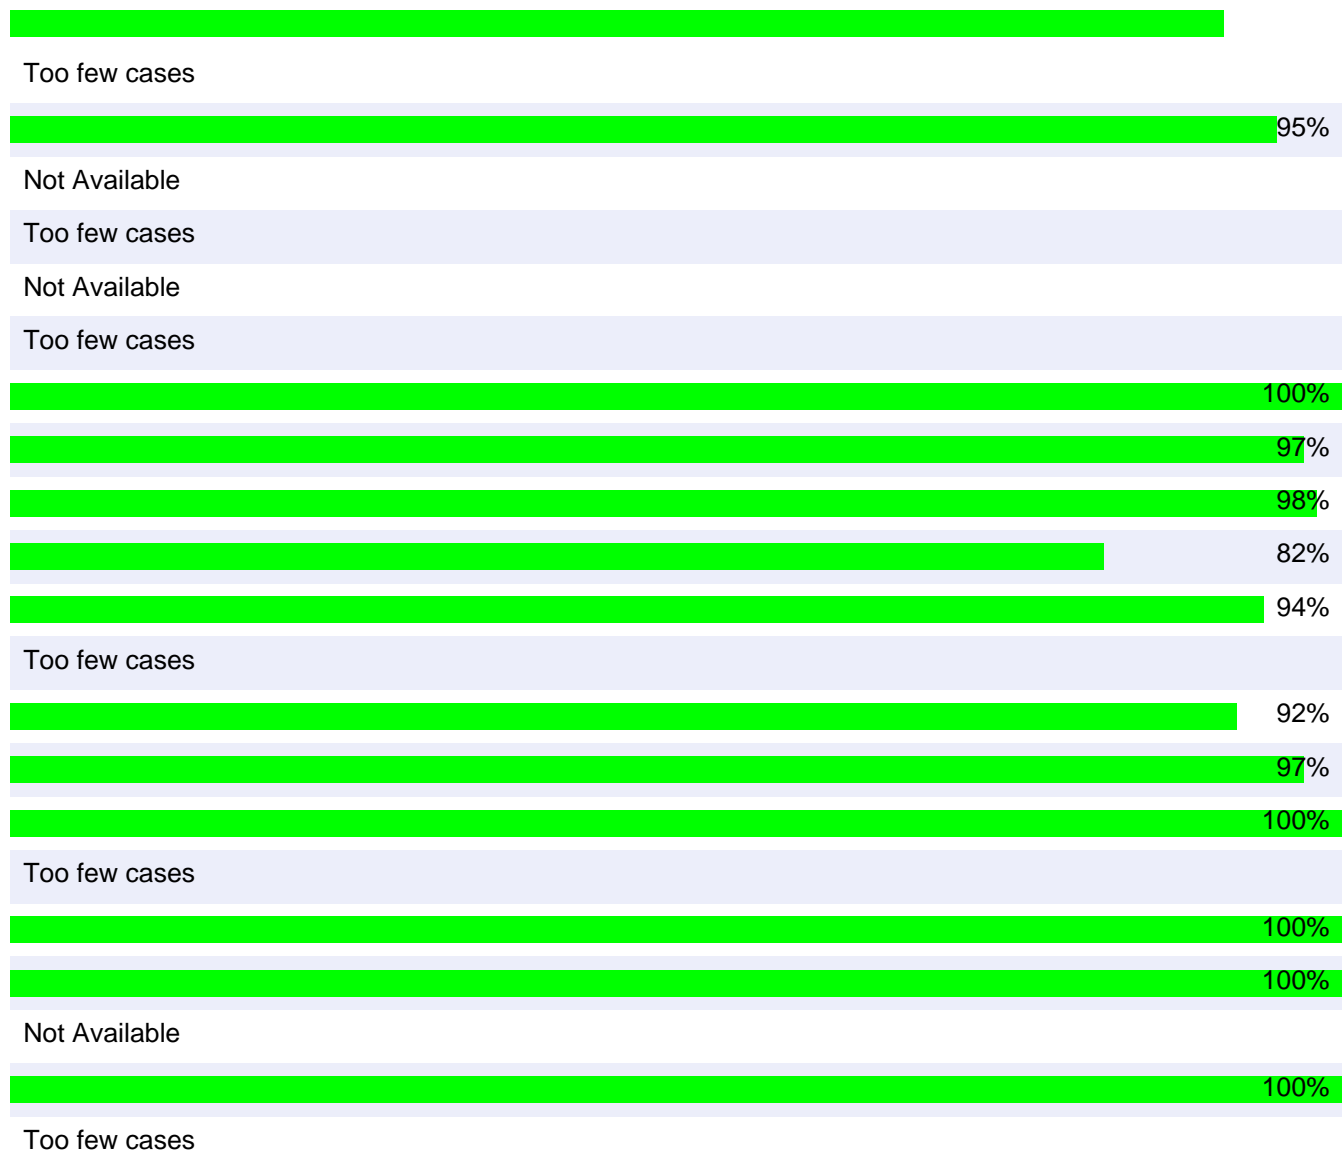 Too few cases
95%
Not Available
Too few cases
Not Available
Too few cases
100%
97%
98%
82%
94%
Too few cases
92%
97%
100%
Too few cases
100%
100%
Not Available
100%
Too few cases